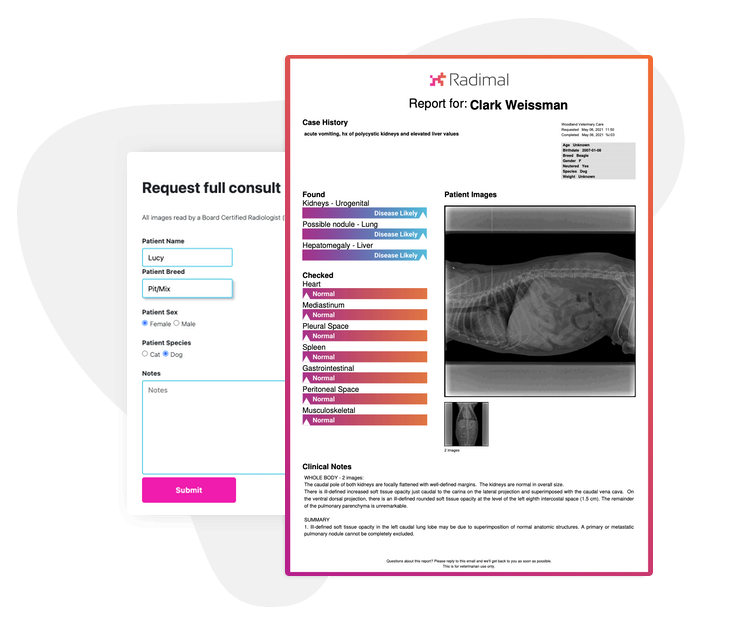 Radimal
Report for: Clark Weissman
Case History
acute vomiting, hx of polycystic kidneys and elevated liver values
Woodland Veterinary Care
Requested May 06, 2021 11:50
Completed May 06, 2021
Age Unknown
Birthdate 2007-01-08
Breed Beagle
Gender F
Neutered Yes
Species Dog
Weight Unknown
Found
Kidneys - Urogenital
Disease Likely
Possible nodule - Lung
Disease Likely
Hepatomegaly - Liver
Disease Likely
Checked
Heart
Normal
Mediastinum
Normal
Pleural Space
Normal
Spleen
Normal
Gastrointestinal
Normal
Peritoneal Space
Normal
Musculoskeletal
Normal
Patient Images
2 images
Clinical Notes
WHOLE BODY - 2 images:
The caudal pole of both kidneys are focally flattened with well-defined margins. The kidneys are normal in overall size.
There is ill-defined increased soft tissue opacity just caudal to the carina on the lateral projection and superimposed with the caudal vena cava. On
the ventral dorsal projection, there is an ill-defined rounded soft tissue opacity at the level of the left eighth intercostal space (1.5 cm). The remainder
of the pulmonary parenchyma is unremarkable.
SUMMARY
1. Ill-defined soft tissue opacity in the left caudal lung lobe may be due to superimposition of normal anatomic structures. A primary or metastatic
pulmonary nodule cannot be completely excluded.
Questions about this report? Please reply to this email and we'll get back to you as soon as possible.
This is for veterinarian use only.
Request full consult
All images read by a Board Certified Radiologist (
Patient Name
Lucy
Patient Breed
Pit/Mix
Patient Sex
Female Male
Patient Species
Cat Dog
Notes
Notes
Submit